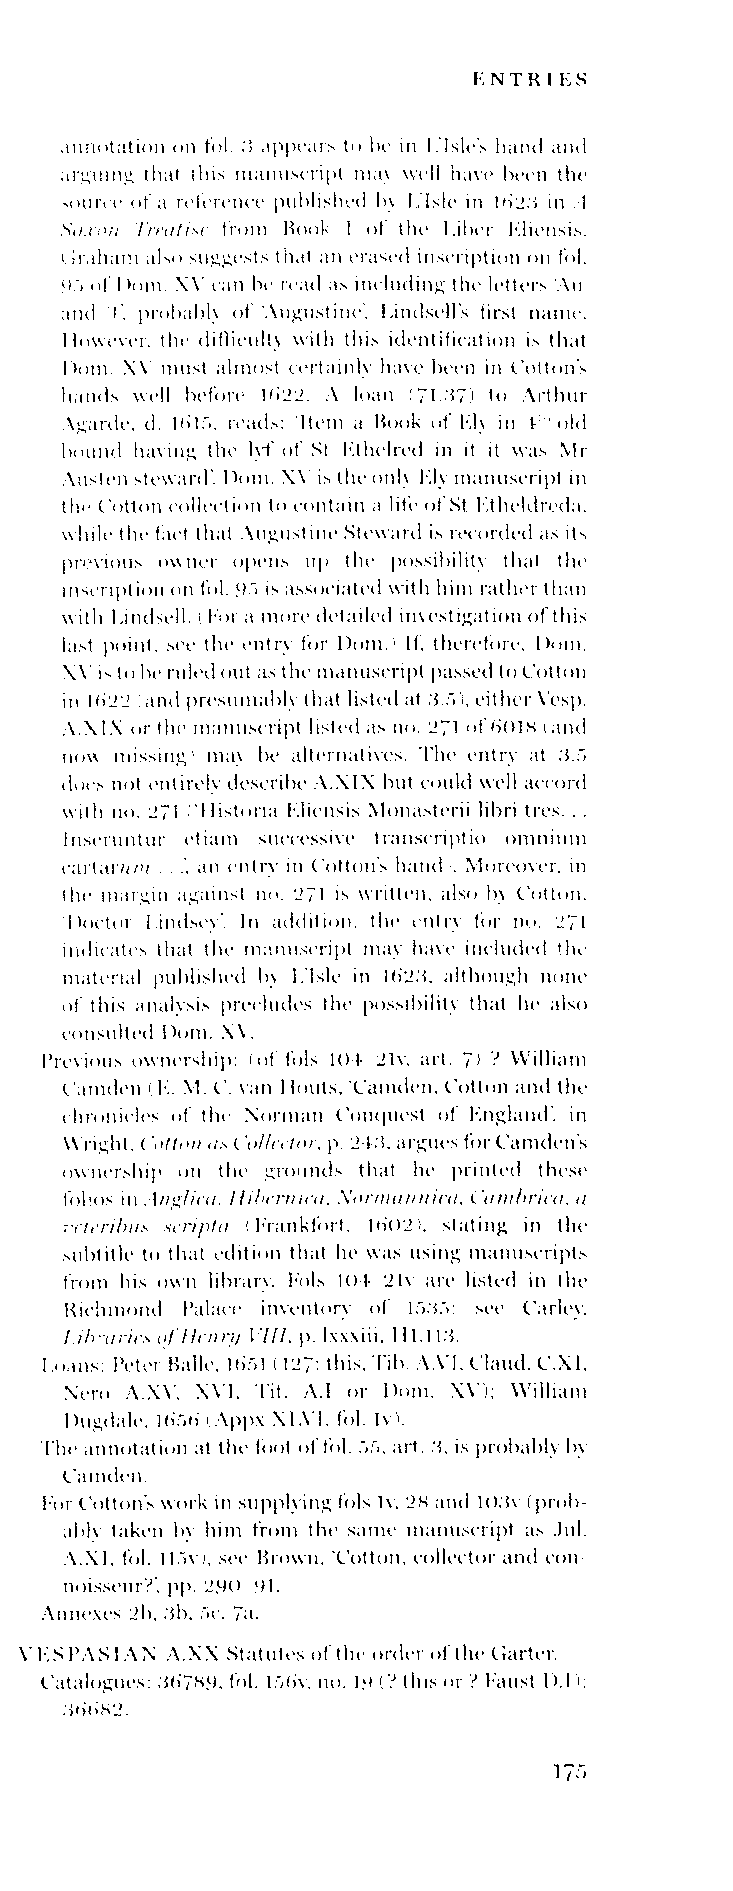 ENTRIES
annotation on fol. 3 appears to be in L'Isle's hand and
arguing that this manuscript may well have been the
source of a reference published by L'Isle in 1623 in A
Saxon Treatise from Book I of the Liber Eliensis.
Graham also suggests that an erased inscription on fol.
95 of Dom. XV can be read as including the letters 'Au
and 'I', probably of 'Augustine', Lindsell's first name.
However, the difficulty with this identification is that
Dom. XV must almost certainly have been in Cotton's
hands well before 1622. A loan (71.37) to Arthur
Agarde, d. 1615, reads: 'Item a Book of Ely in 4to old
bound having the lyf of St Ethelred in it it was Mr
Austen steward'. Dom. XV is the only Ely manuscript in
the Cotton collection to contain a life of St Etheldreda,
while the fact that Augustine Steward is recorded as its
previous owner opens up the possibility that the
inscription on fol. 95 is associated with him rather than
with Lindsell. (For a more detailed investigation of this
last point, see the entry for Dom.) If, therefore, Dom.
XV is to be ruled out as the manuscript passed to Cotton
in 1622 (and presumably that listed at 3.5), either Vesp.
A.XIX or the manuscript listed as no. 271 of 6018 (and
now missing) may be alternatives. The entry at 3.5
does not entirely describe A.XIX but could well accord
with no. 271 ('Historia Eliensis Monasterii libri tres. . .
Inseruntur etiam successive transcriptio omnium
cartarum . . .', an entry in Cotton's hand). Moreover, in
the margin against no. 271 is written, also by Cotton,
'Doctor Lindsey'. In addition, the entry for no. 271
indicates that the manuscript may have included the
material published by L'Isle in 1623, although none
of this analysis precludes the possibility that he also
consulted Dom. XV.
Previous ownership: (of fols 104–21v, art. 7) ? William
Camden (E. M. C. van Houts, 'Camden, Cotton and the
chronicles of the Norman Conquest of England', in
Wright, Cotton as Collector, p. 243, argues for Camden's
ownership on the grounds that he printed these
folios in Anglica, Hibernica, Normannica, Cambrica, a
veteribus scripta (Frankfort, 1602), stating in the
subtitle to that edition that he was using manuscripts
from his own library. Fols 104–21v are listed in the
Richmond Palace inventory of 1535: see Carley,
Libraries of Henry VIII, p. lxxxiii, H1.113.
Loans: Peter Balle, 1651 (127: this, Tib. A.VI, Claud. C.XI,
Nero A.XV, XVI, Tit. A.I or Dom. XV); William
Dugdale, 1656 (Appx XLVI, fol. 1v).
The annotation at the foot of fol. 55, art. 3, is probably by
Camden.
For Cotton's work in supplying fols 1v, 28 and 103v (prob-
ably taken by him from the same manuscript as Jul.
A.XI, fol. 115v), see Brown, 'Cotton, collector and con-
noisseur?', pp. 290–91.
Annexes 2b, 3b, 5c, 7a.
VESPASIAN A.XX Statutes of the order of the Garter.
Catalogues: 36789, fol. 156v, no. 19 (? this or ? Faust D.I);
36682.
175